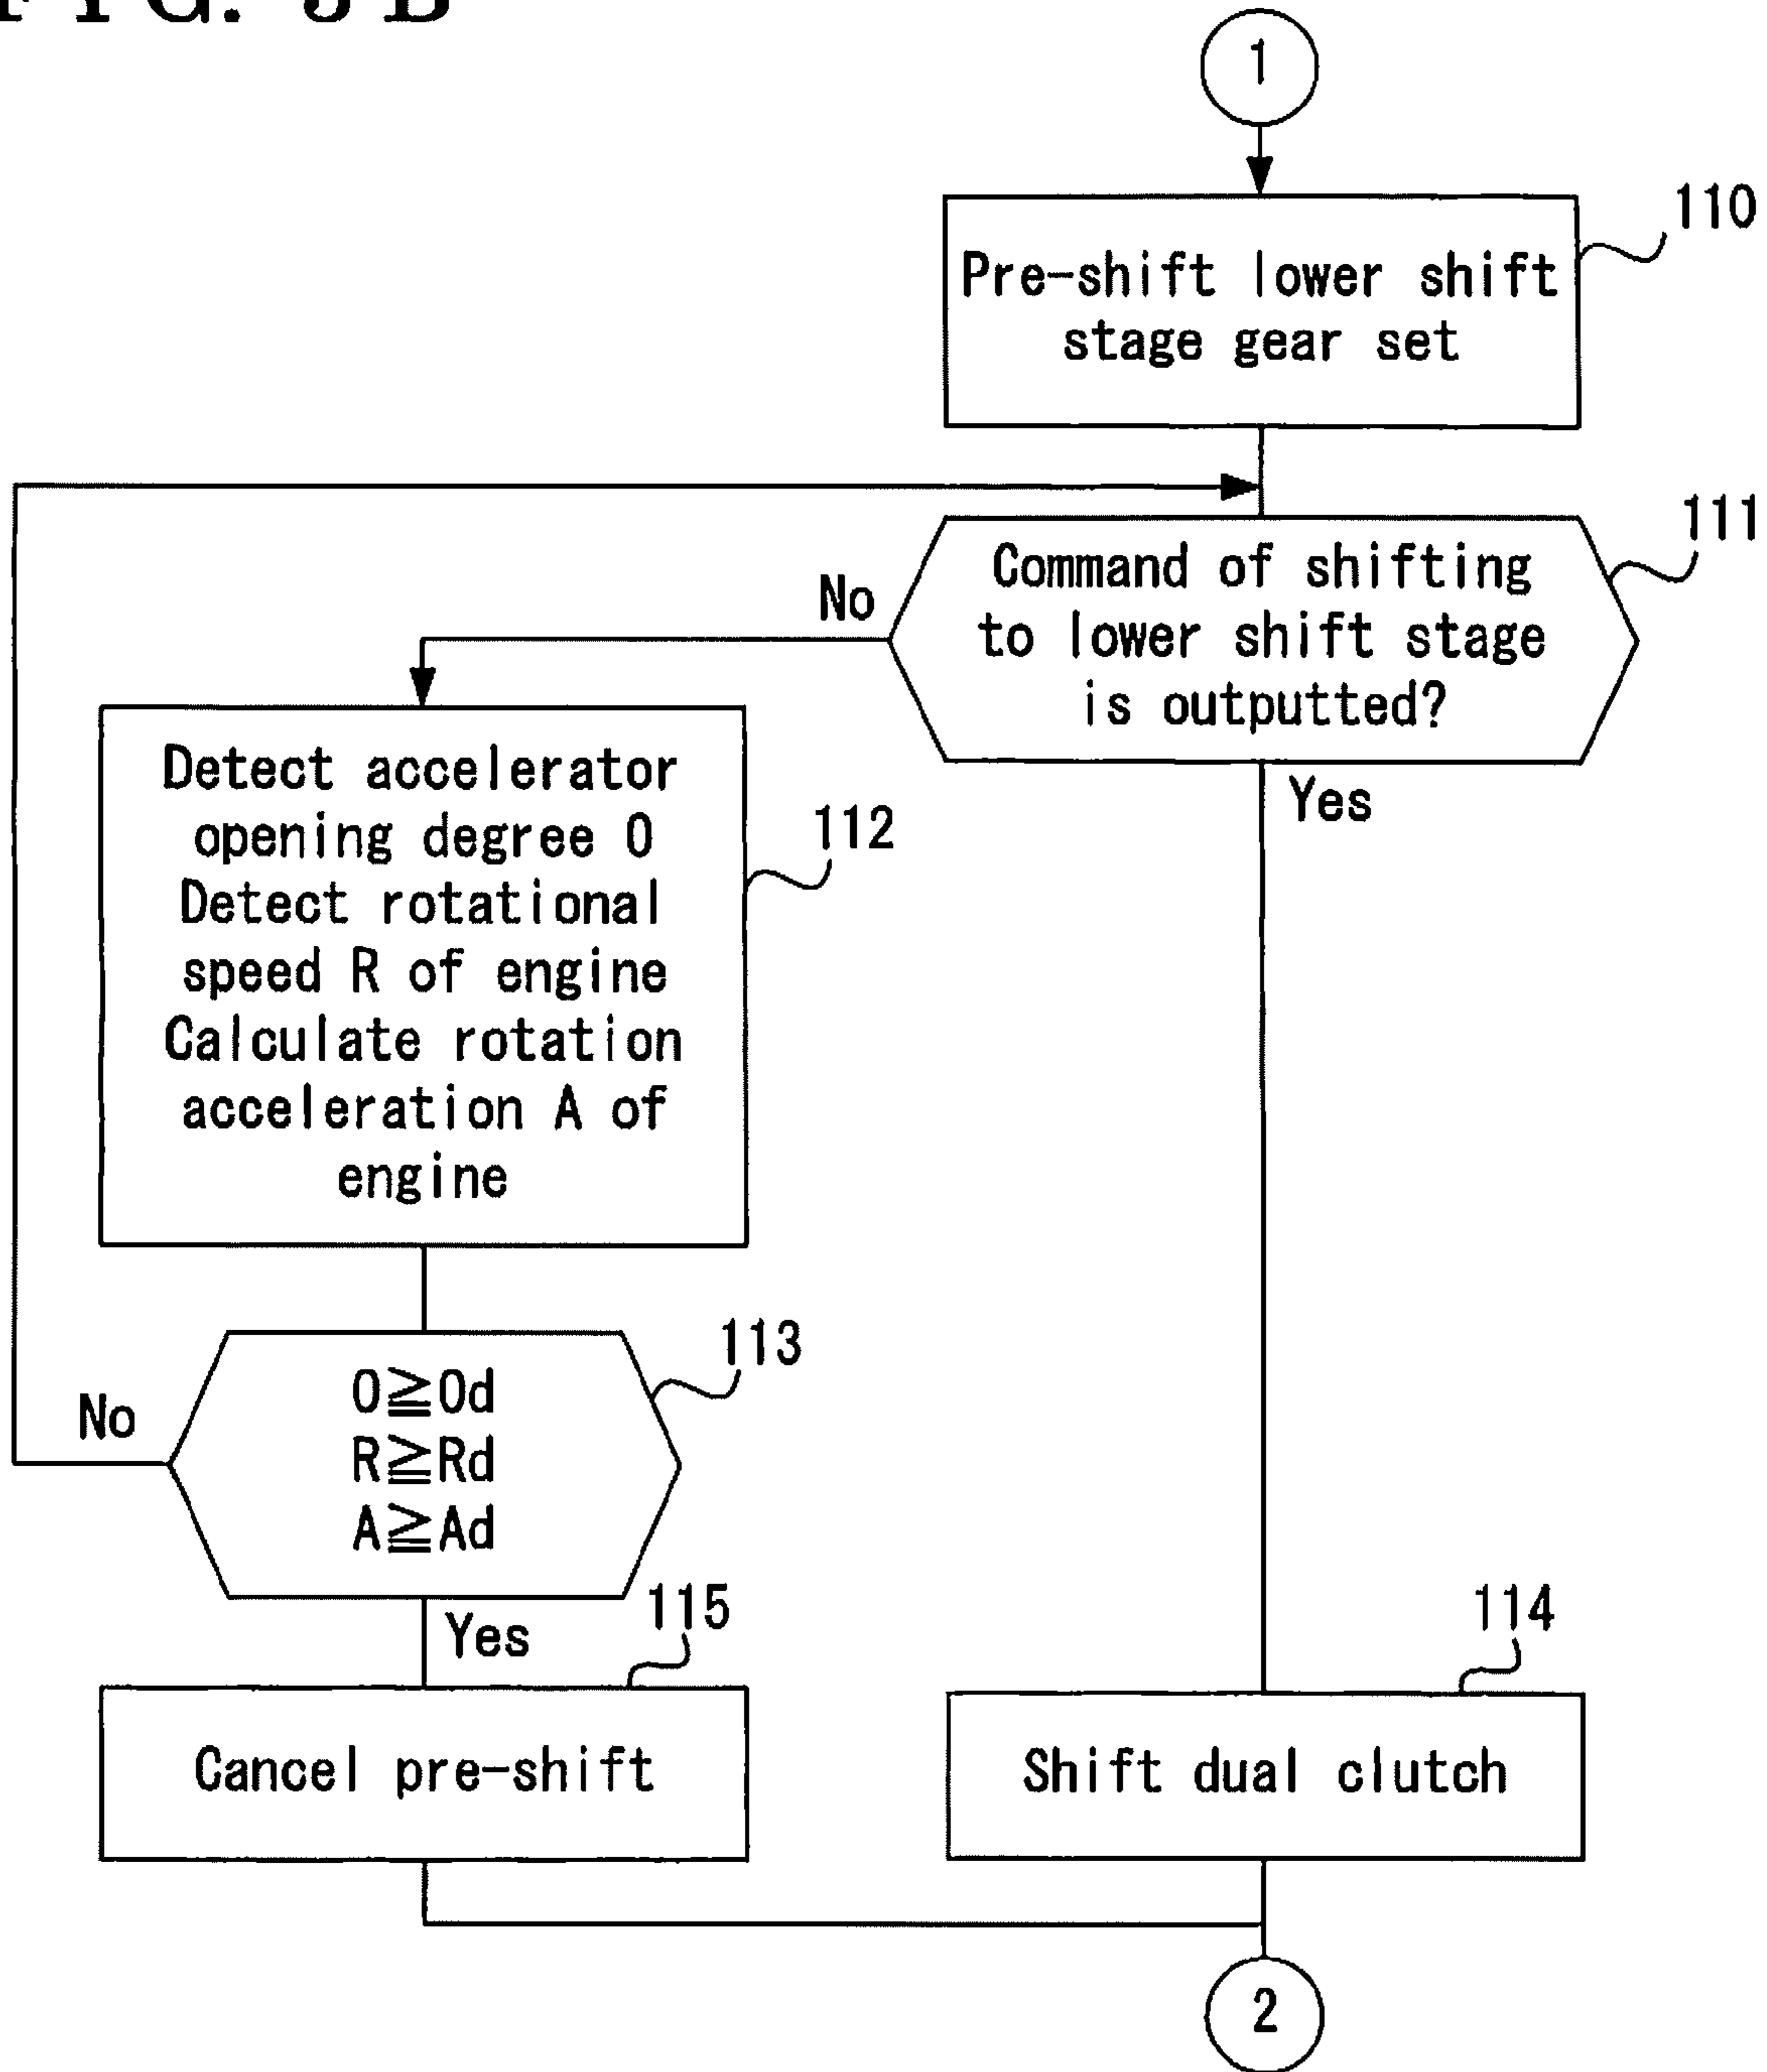 FIG. 3B
1
110
Pre-shift lower shift
stage gear set
111
Command of shifting
to lower shift stage
is outputted?
No
Yes
Detect accelerator
opening degree O
Detect rotational
speed R of engine
Calculate rotation
acceleration A of
engine
112
113
O≧Od
R≧Rd
A≧Ad
No
Yes
115
Cancel pre-shift
114
Shift dual clutch
2